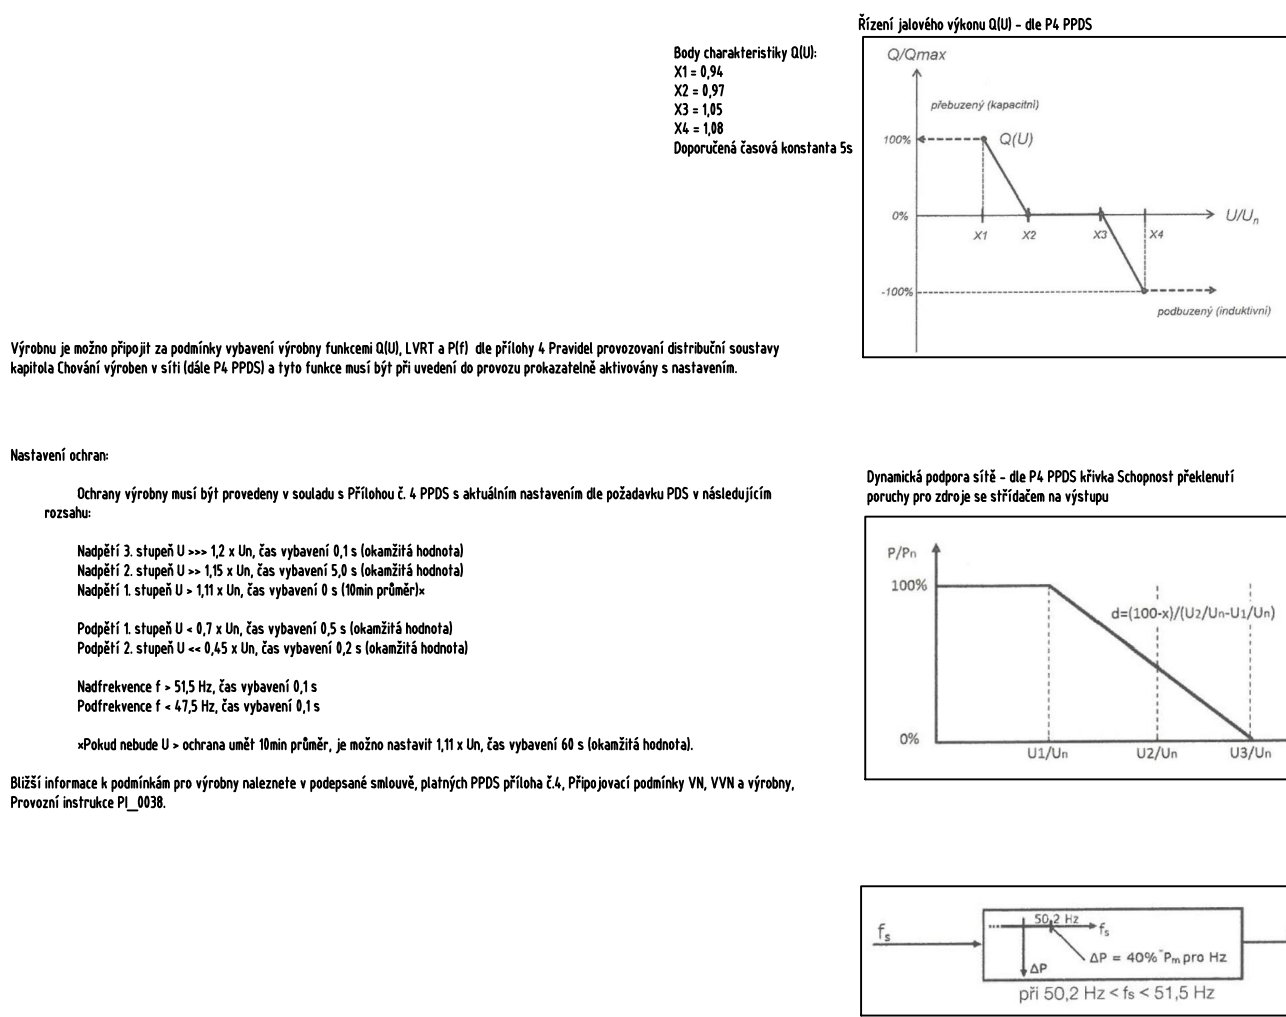 Řízení jalového výkonu Q(U) - dle P4 PPDS
Body charakteristiky Q(U):
X1 = 0,94
X2 = 0,97
X3 = 1,05
X4 = 1,08
Doporučená časová konstanta 5s
Q/Qmax
přebuzený (kapacitní)
100%
Q(U)
0%
U/Un
X1
X2
X3
X4
-100%
podbuzený (induktivní)
Výrobnu je možno připojit za podmínky vybavení výrobny funkcemi Q(U), LVRT a P(f) dle přílohy 4 Pravidel provozovaní distribuční soustavy
kapitola Chování výroben v síti (dále P4 PPDS) a tyto funkce musí být při uvedení do provozu prokazatelně aktivovány s nastavením.
Nastavení ochran:
Ochrany výrobny musí být provedeny v souladu s Přílohou č. 4 PPDS s aktuálním nastavením dle požadavku PDS v následujícím
rozsahu:
Nadpětí 3. stupeň U >>> 1,2 x Un, čas vybavení 0,1 s (okamžitá hodnota)
Nadpětí 2. stupeň U >> 1,15 x Un, čas vybavení 5,0 s (okamžitá hodnota)
Nadpětí 1. stupeň U > 1,11 x Un, čas vybavení 0 s (10min průměr)*
Podpětí 1. stupeň U < 0,7 x Un, čas vybavení 0,5 s (okamžitá hodnota)
Podpětí 2. stupeň U << 0,45 x Un, čas vybavení 0,2 s (okamžitá hodnota)
Nadfrekvence f > 51,5 Hz, čas vybavení 0,1 s
Podfrekvence f < 47,5 Hz, čas vybavení 0,1 s
*Pokud nebude U > ochrana umět 10min průměr, je možno nastavit 1,11 x Un, čas vybavení 60 s (okamžitá hodnota).
Bližší informace k podmínkám pro výrobny naleznete v podepsané smlouvě, platných PPDS příloha č.4, Připojovací podmínky VN, VVN a výrobny,
Provozní instrukce PI_0038.
Dynamická podpora sítě - dle P4 PPDS křivka Schopnost překlenutí
poruchy pro zdroje se střídačem na výstupu
P/Pn
100%
d=(100-x)/(U2/Un-U1/Un)
0%
U1/Un
U2/Un
U3/Un
50,2 Hz
fs
fs
ΔP = 40% Pm pro Hz
ΔP
při 50,2 Hz < fs < 51,5 Hz